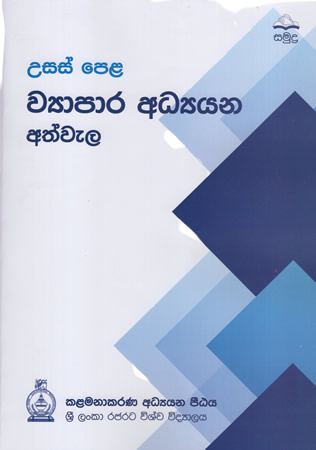 සමුද්‍ර
උසස් පෙළ
ව්‍යාපාර අධ්‍යයන
අත්වැල
කළමනාකරණ අධ්‍යයන පීඨය
ශ්‍රී ලංකා රජරට විශ්ව විද්‍යාලය